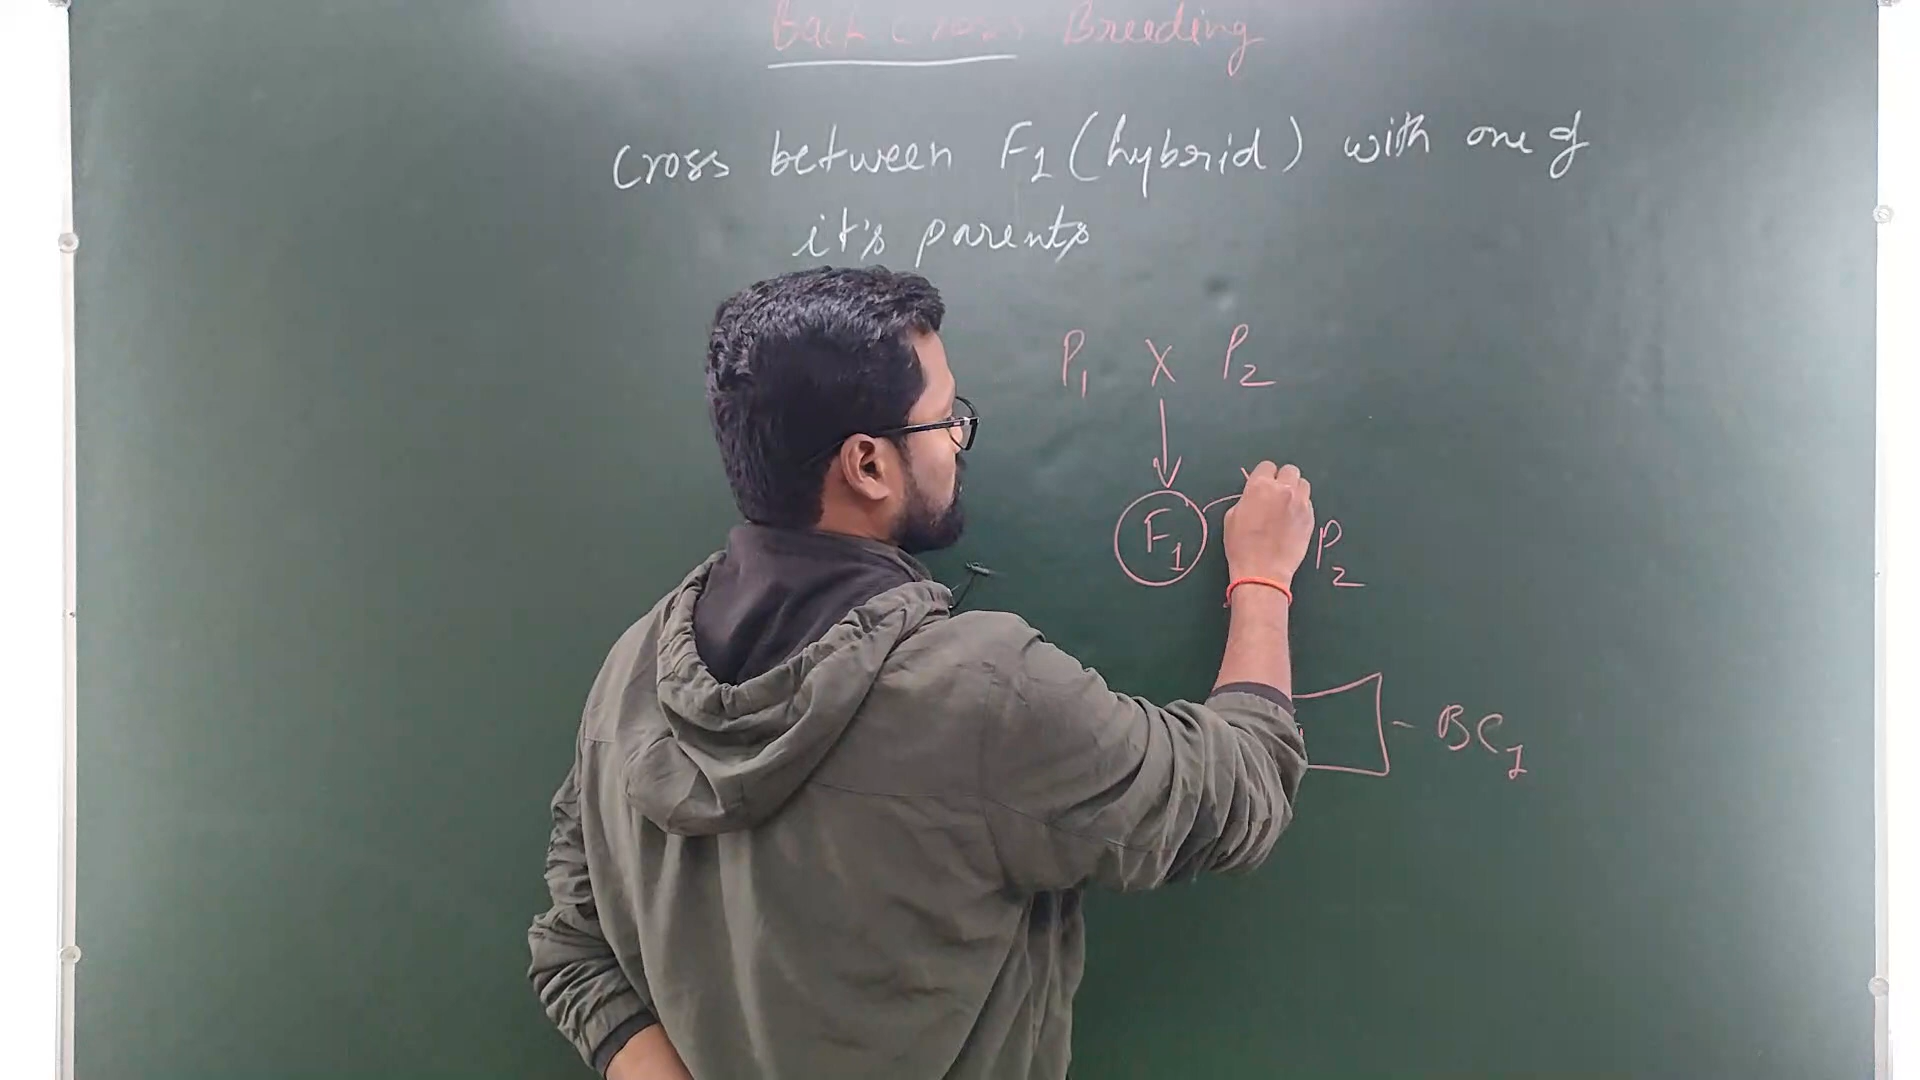 Back Cross Breeding
Cross between F1 (hybrid) with one of
it's parents
P1 X P2
F1
P2
BC1